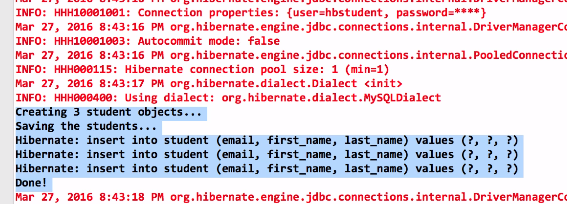 INFO: HHH10001001: Connection properties: {user=hbstudent, password=****}
Mar 27, 2016 8:43:16 PM org.hibernate.engine.jdbc.connections.internal.DriverManagerCo
INFO: HHH10001003: Autocommit mode: false
Mar 27, 2016 8:43:16 PM org.hibernate.engine.jdbc.connections.internal.PooledConnectio
INFO: HHH000115: Hibernate connection pool size: 1 (min=1)
Mar 27, 2016 8:43:17 PM org.hibernate.dialect.Dialect <init>
INFO: HHH000400: Using dialect: org.hibernate.dialect.MySQLDialect
Creating 3 student objects...
Saving the students...
Hibernate: insert into student (email, first_name, last_name) values (?, ?, ?)
Hibernate: insert into student (email, first_name, last_name) values (?, ?, ?)
Hibernate: insert into student (email, first_name, last_name) values (?, ?, ?)
Done!
Mar 27, 2016 8:43:18 PM org.hibernate.engine.jdbc.connections.internal.DriverManagerCo